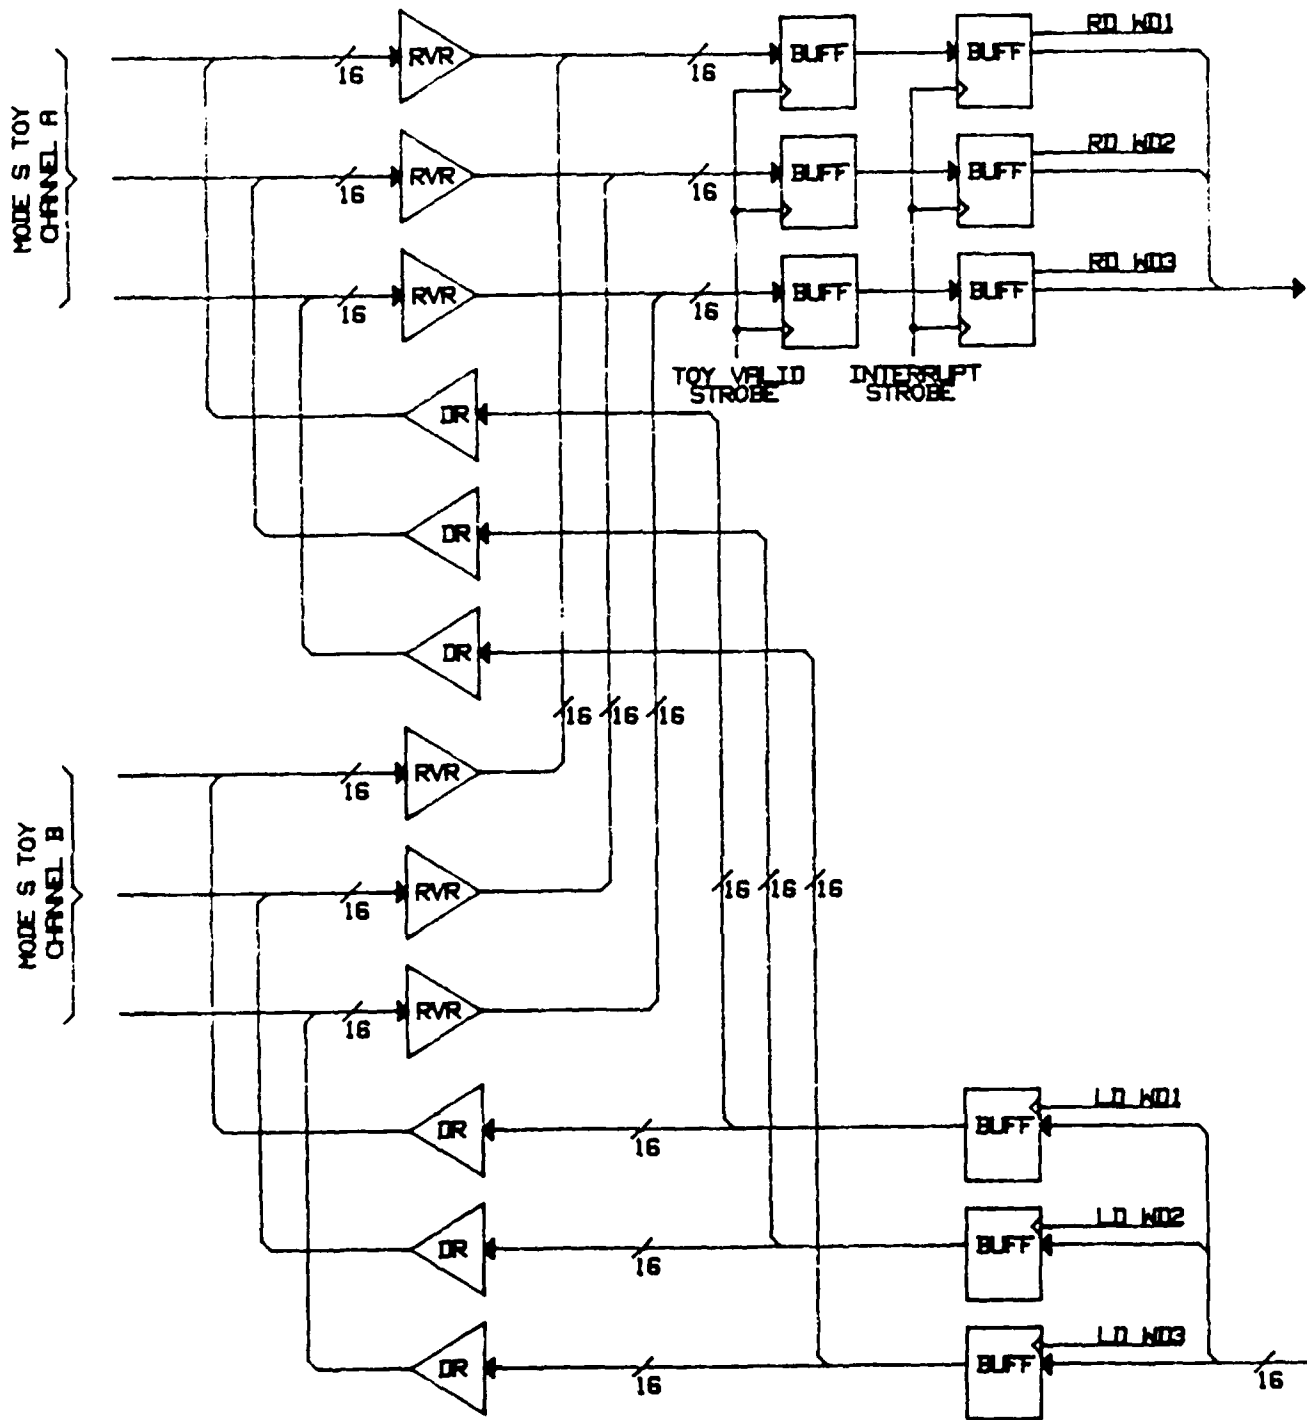 RVR
16
16
BUFF
BUFF
RD WD1
MODE S TOY
CHANNEL A
RVR
16
16
BUFF
BUFF
RD WD2
RVR
16
16
BUFF
BUFF
RD WD3
TOY VALID
STROBE
INTERRUPT
STROBE
DR
DR
DR
16
16
16
MODE S TOY
CHANNEL B
RVR
16
RVR
16
RVR
16
16
16
16
DR
16
BUFF
LD WD1
DR
16
BUFF
LD WD2
DR
16
BUFF
LD WD3
16